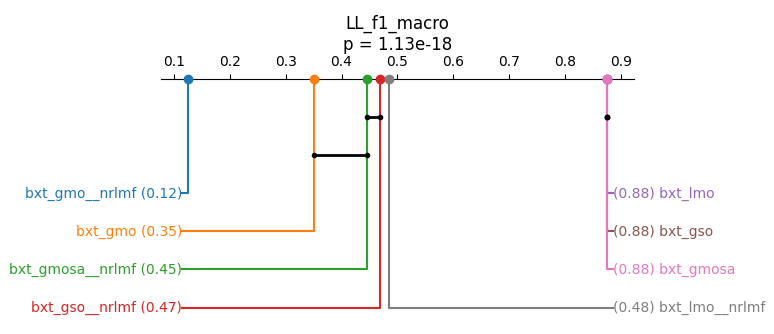 LL_f1_macro
p = 1.13e-18
0.1 0.2 0.3 0.4 0.5 0.6 0.7 0.8 0.9
bxt_gmo__nrlmf (0.12) (0.88) bxt_lmo
bxt_gmo (0.35) (0.88) bxt_gso
bxt_gmosa__nrlmf (0.45) (0.88) bxt_gmosa
bxt_gso__nrlmf (0.47) (0.48) bxt_lmo__nrlmf